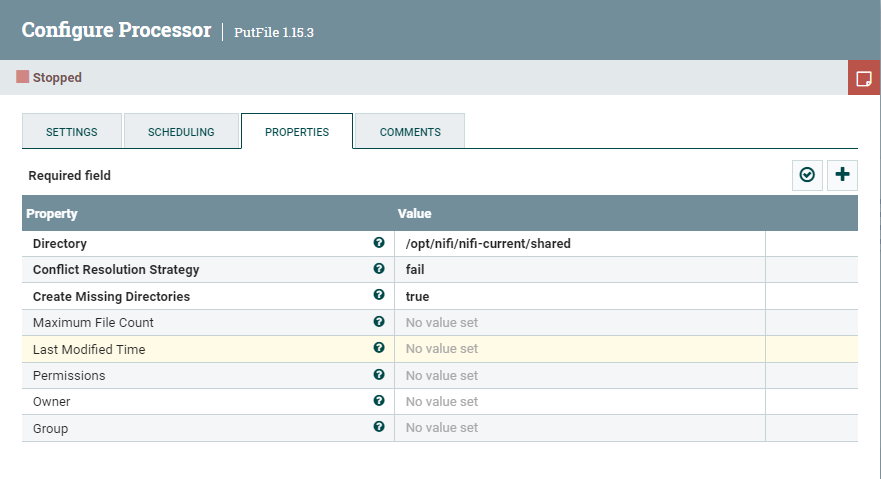 Configure Processor | PutFile 1.15.3
Stopped
SETTINGS SCHEDULING PROPERTIES COMMENTS
Required field
Property Value
Directory /opt/nifi/nifi-current/shared
Conflict Resolution Strategy fail
Create Missing Directories true
Maximum File Count No value set
Last Modified Time No value set
Permissions No value set
Owner No value set
Group No value set